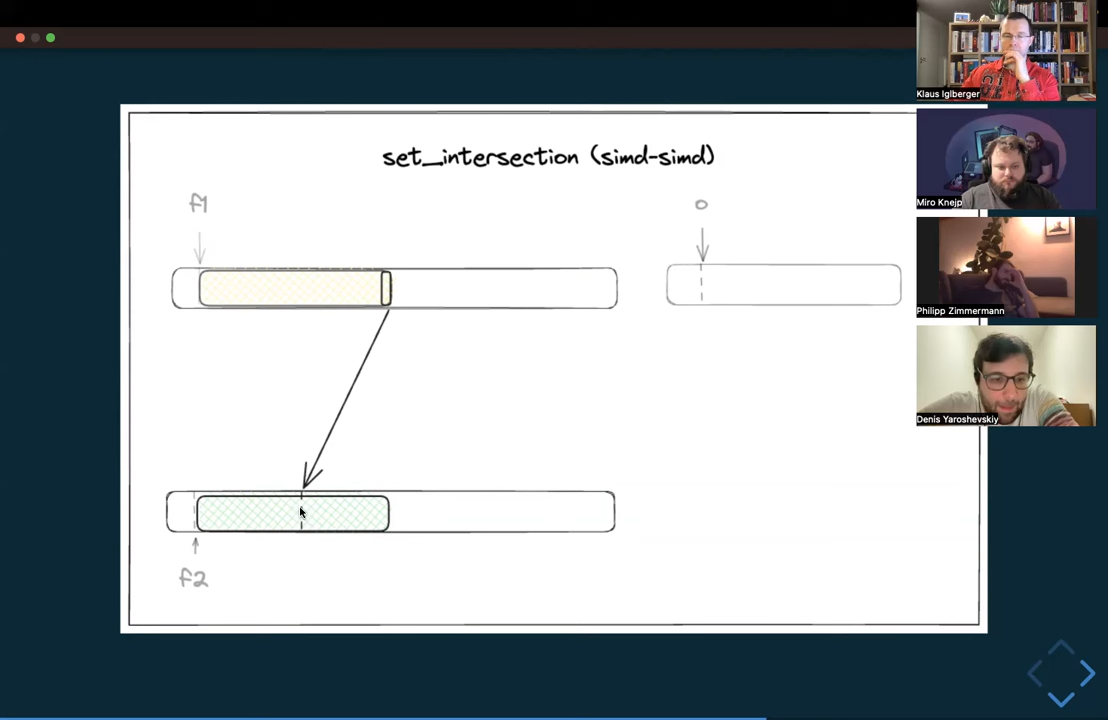 Klaus Iglberger
set_intersection (simd-simd)
f1
o
Miro Knejp
Philipp Zimmermann
Denis Yaroshevskiy
f2